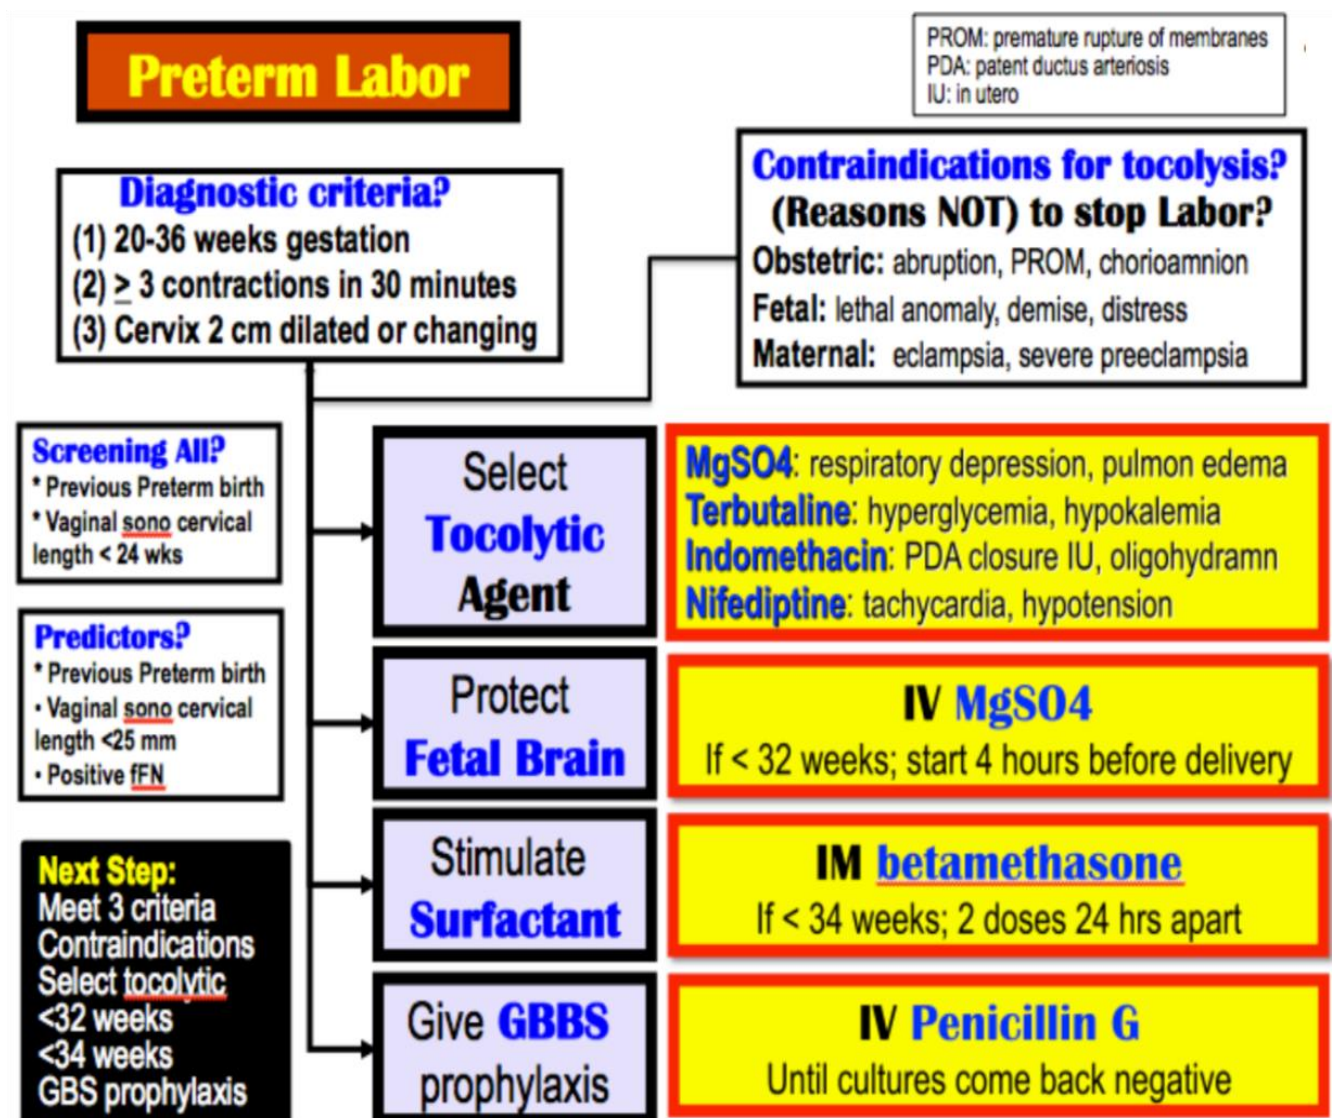 Preterm Labor
PROM: premature rupture of membranes
PDA: patent ductus arteriosis
IU: in utero
Diagnostic criteria?
(1) 20-36 weeks gestation
(2) ≥ 3 contractions in 30 minutes
(3) Cervix 2 cm dilated or changing
Contraindications for tocolysis?
(Reasons NOT) to stop Labor?
Obstetric: abruption, PROM, chorioamnion
Fetal: lethal anomaly, demise, distress
Maternal: eclampsia, severe preeclampsia
Screening All?
* Previous Preterm birth
* Vaginal sono cervical
length < 24 wks
Predictors?
* Previous Preterm birth
• Vaginal sono cervical
length <25 mm
• Positive fFN
Next Step:
Meet 3 criteria
Contraindications
Select tocolytic
<32 weeks
<34 weeks
GBS prophylaxis
Select
Tocolytic
Agent
MgSO4: respiratory depression, pulmon edema
Terbutaline: hyperglycemia, hypokalemia
Indomethacin: PDA closure IU, oligohydramn
Nifediptine: tachycardia, hypotension
Protect
Fetal Brain
IV MgSO4
If < 32 weeks; start 4 hours before delivery
Stimulate
Surfactant
IM betamethasone
If < 34 weeks; 2 doses 24 hrs apart
Give GBBS
prophylaxis
IV Penicillin G
Until cultures come back negative